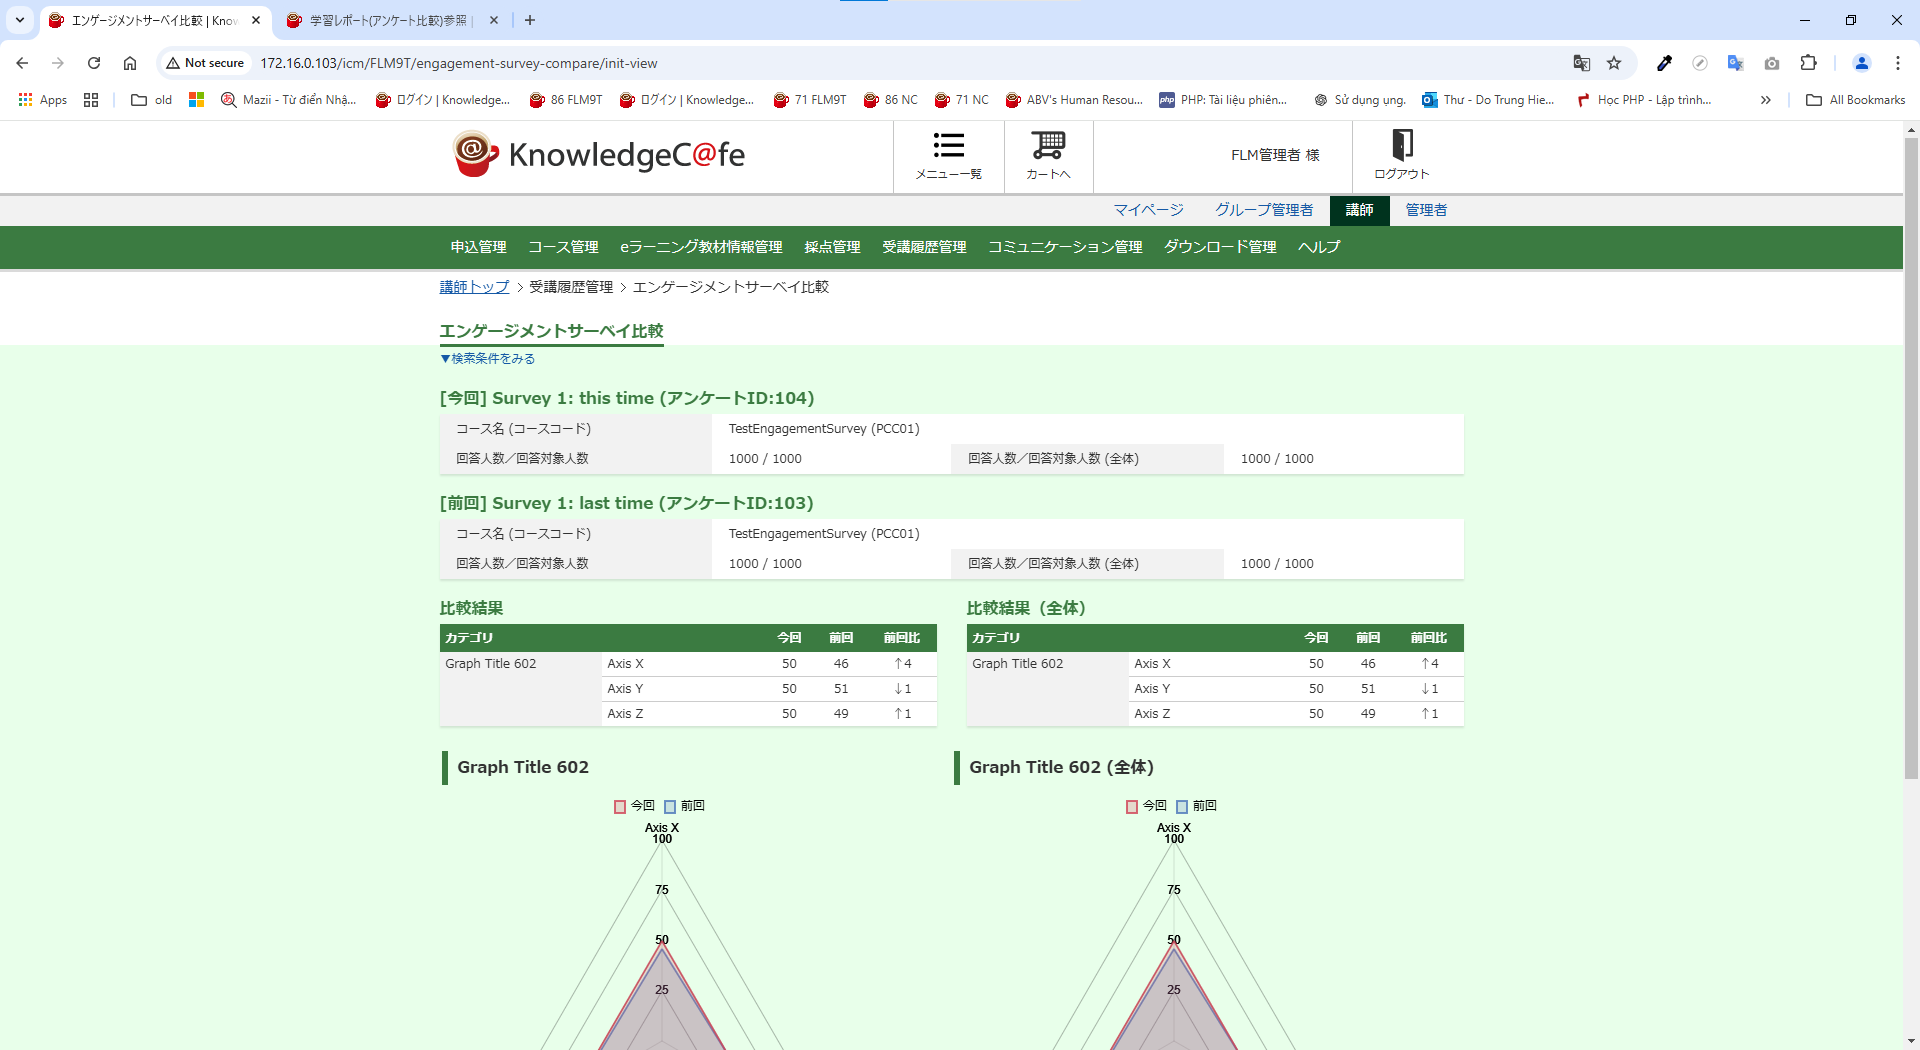 エンゲージメントサーベイ比較 | Know
学習レポート(アンケート比較)参照 |
Not secure
172.16.0.103/icm/FLM9T/engagement-survey-compare/init-view
Apps
old
Mazii - Từ điển Nhậ...
ログイン | Knowledge...
86 FLM9T
ログイン | Knowledge...
71 FLM9T
86 NC
71 NC
ABV's Human Resou...
php PHP: Tài liệu phiên...
Sử dụng ụng.
Thư - Do Trung Hie...
Học PHP - Lập trình...
All Bookmarks
KnowledgeC@fe
メニュー一覧
カートへ
FLM管理者 様
ログアウト
マイページ グループ管理者 講師 管理者
申込管理 コース管理 eラーニング教材情報管理 採点管理 受講履歴管理 コミュニケーション管理 ダウンロード管理 ヘルプ
講師トップ > 受講履歴管理 > エンゲージメントサーベイ比較
エンゲージメントサーベイ比較
▼検索条件をみる
[今回] Survey 1: this time (アンケートID:104)
コース名 (コースコード) TestEngagementSurvey (PCC01)
回答人数／回答対象人数 1000 / 1000 回答人数／回答対象人数 (全体) 1000 / 1000
[前回] Survey 1: last time (アンケートID:103)
コース名 (コースコード) TestEngagementSurvey (PCC01)
回答人数／回答対象人数 1000 / 1000 回答人数／回答対象人数 (全体) 1000 / 1000
比較結果
カテゴリ 今回 前回 前回比
Graph Title 602 Axis X 50 46 ↑4
Axis Y 50 51 ↓1
Axis Z 50 49 ↑1
比較結果（全体）
カテゴリ 今回 前回 前回比
Graph Title 602 Axis X 50 46 ↑4
Axis Y 50 51 ↓1
Axis Z 50 49 ↑1
Graph Title 602
今回 前回
Axis X
100
75
50
25
Graph Title 602 (全体)
今回 前回
Axis X
100
75
50
25